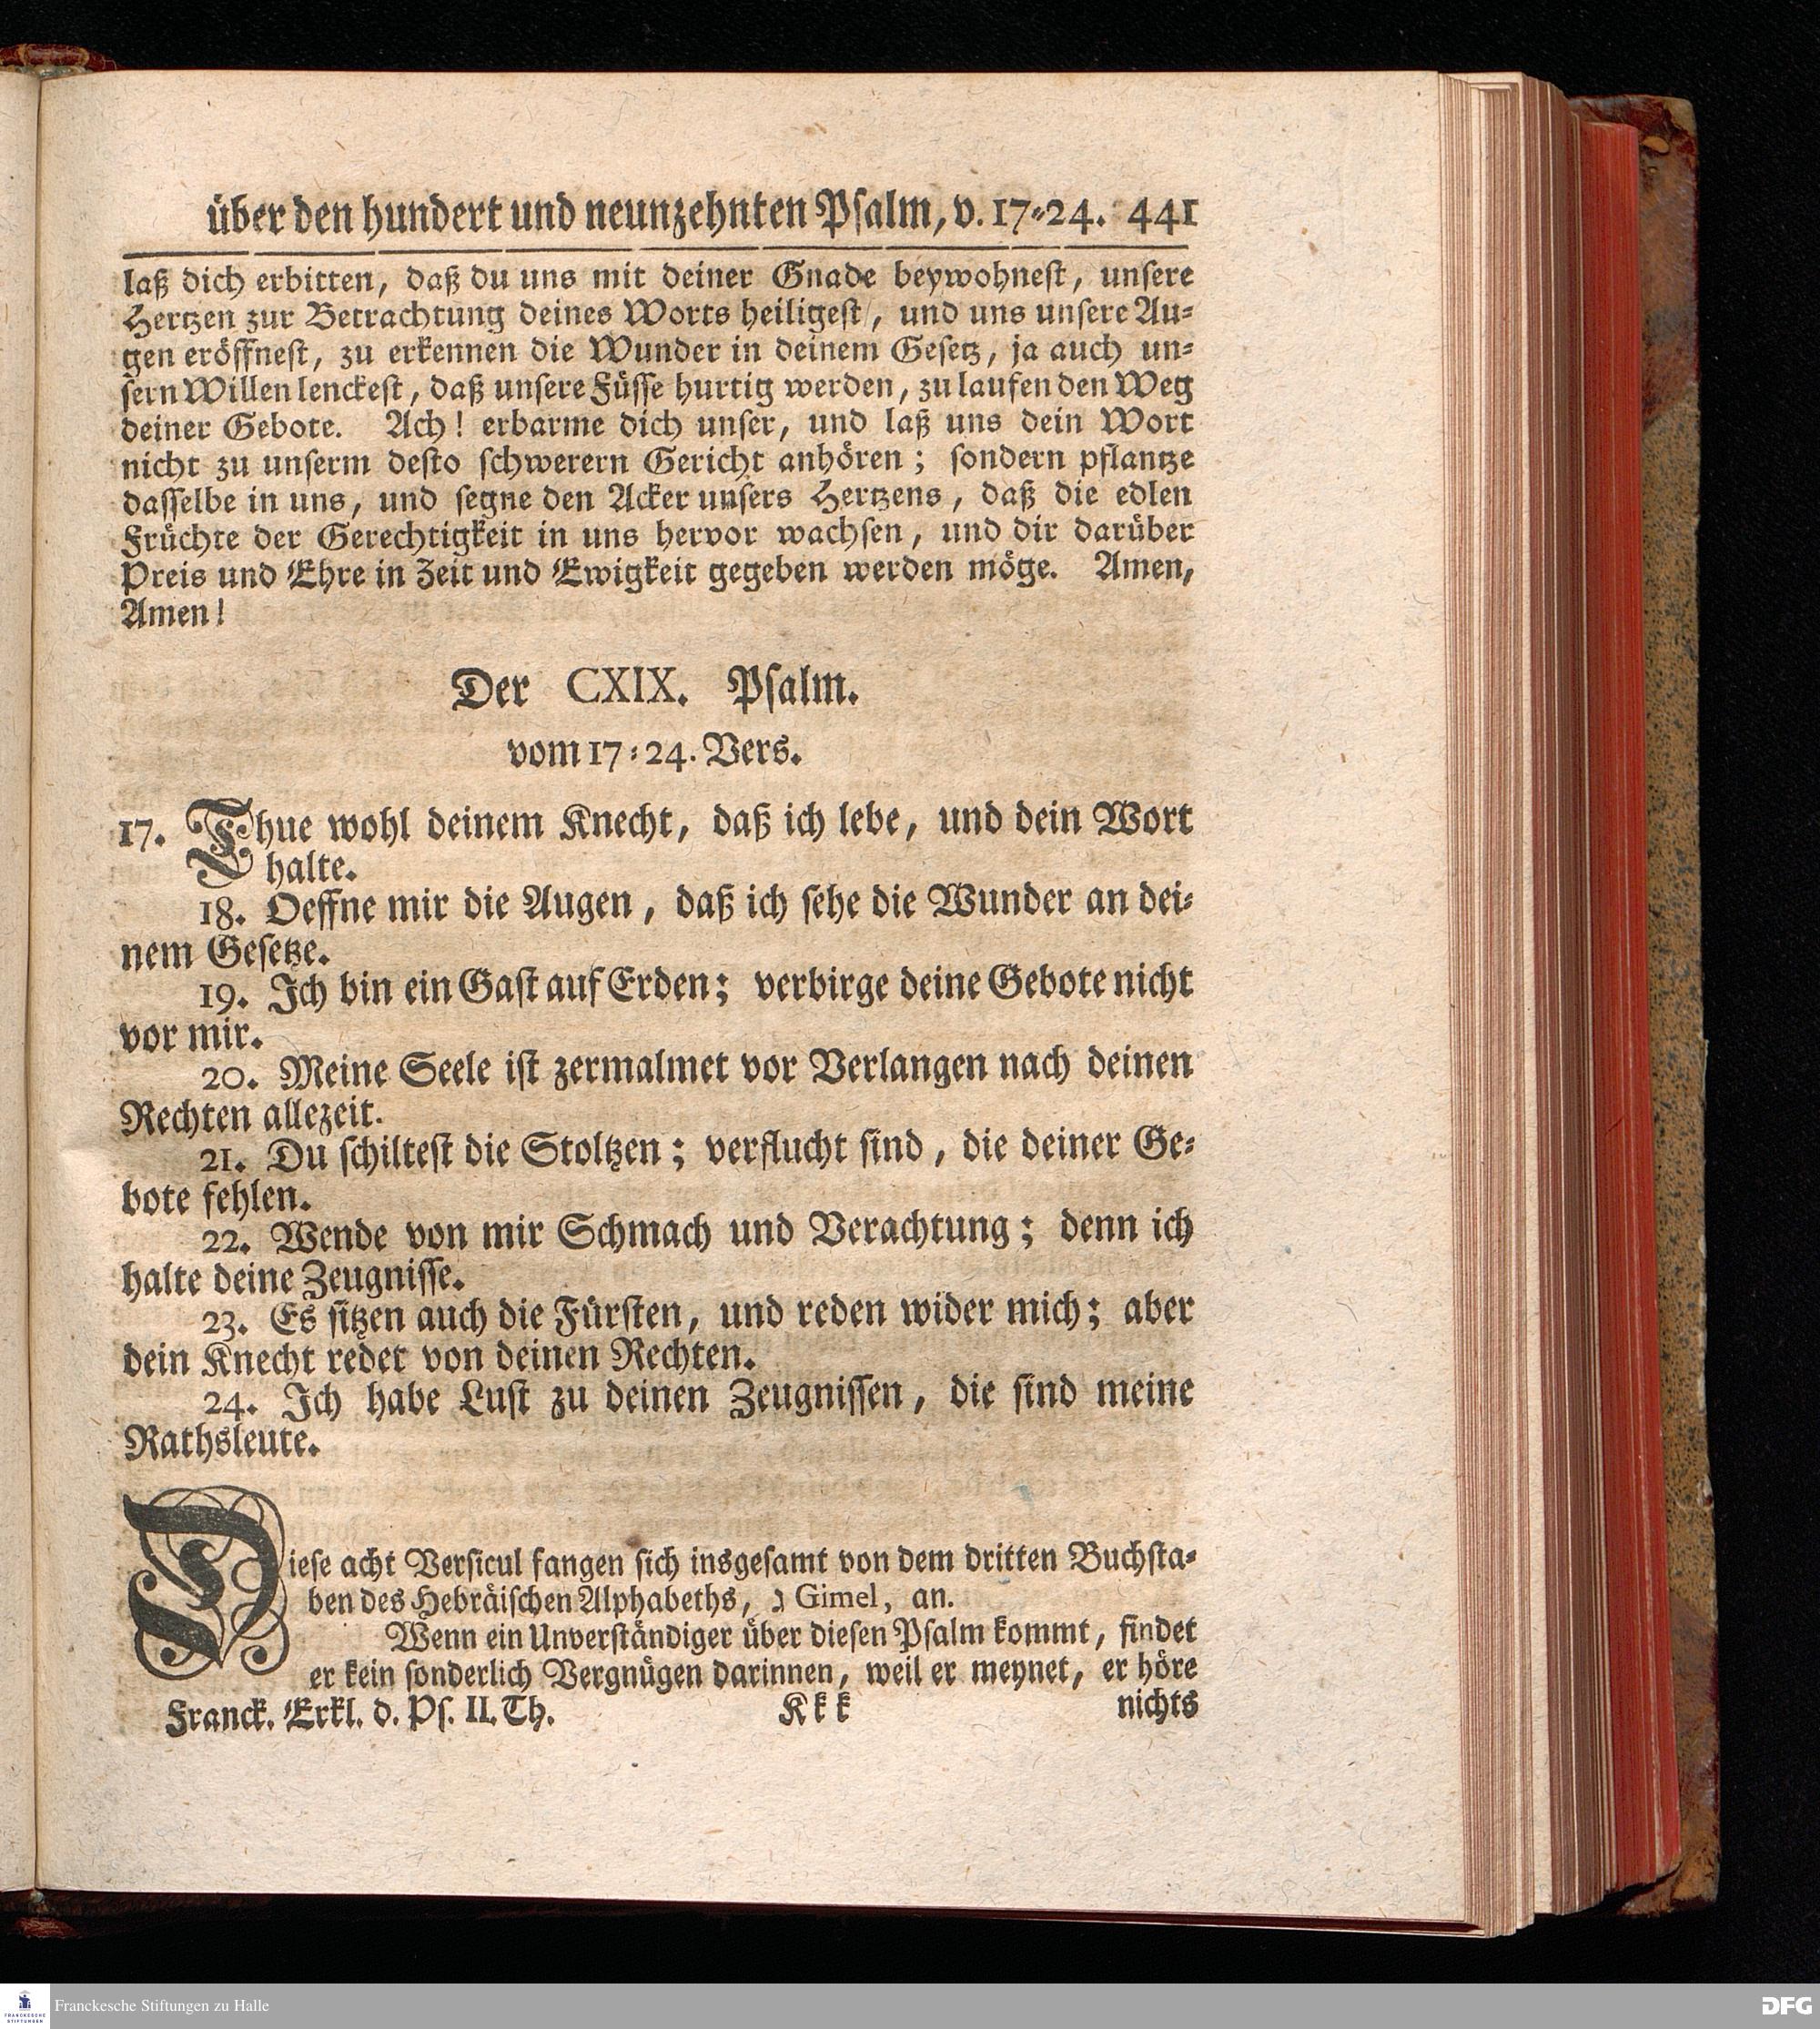 über den hundert und neunzehnten Psalm, v. 17-24. 441
laß dich erbitten, daß du uns mit deiner Gnade beywohnest, unsere
Hertzen zur Betrachtung deines Worts heiligest, und uns unsere Au-
gen eröffnest, zu erkennen die Wunder in deinem Gesetz, ja auch un-
sern Willen lenckest, daß unsere Füsse hurtig werden, zu laufen den Weg
deiner Gebote. Ach! erbarme dich unser, und laß uns dein Wort
nicht zu unserm desto schwerern Gericht anhören; sondern pflantze
dasselbe in uns, und segne den Acker unsers Hertzens, daß die edlen
Früchte der Gerechtigkeit in uns hervor wachsen, und dir darüber
Preis und Ehre in Zeit und Ewigkeit gegeben werden möge. Amen,
Amen!
Der CXIX. Psalm.
vom 17-24. Vers.
17. Thue wohl deinem Knecht, daß ich lebe, und dein Wort
halte.
18. Oeffne mir die Augen, daß ich sehe die Wunder an dei-
nem Gesetze.
19. Ich bin ein Gast auf Erden; verbirge deine Gebote nicht
vor mir.
20. Meine Seele ist zermalmet vor Verlangen nach deinen
Rechten allezeit.
21. Du schiltest die Stoltzen; verflucht sind, die deiner Ge-
bote fehlen.
22. Wende von mir Schmach und Verachtung; denn ich
halte deine Zeugnisse.
23. Es sitzen auch die Fürsten, und reden wider mich; aber
dein Knecht redet von deinen Rechten.
24. Ich habe Lust zu deinen Zeugnissen, die sind meine
Rathsleute.
Diese acht Versicul fangen sich insgesamt von dem dritten Buchsta-
ben des Hebräischen Alphabeths, ג Gimel, an.
Wenn ein Unverständiger über diesen Psalm kommt, findet
er kein sonderlich Vergnügen darinnen, weil er meynet, er höre
Franck. Erkl. d. Ps. II. Th. Kkk nichts
FRANCKESCHE STIFTUNGEN Franckesche Stiftungen zu Halle DFG